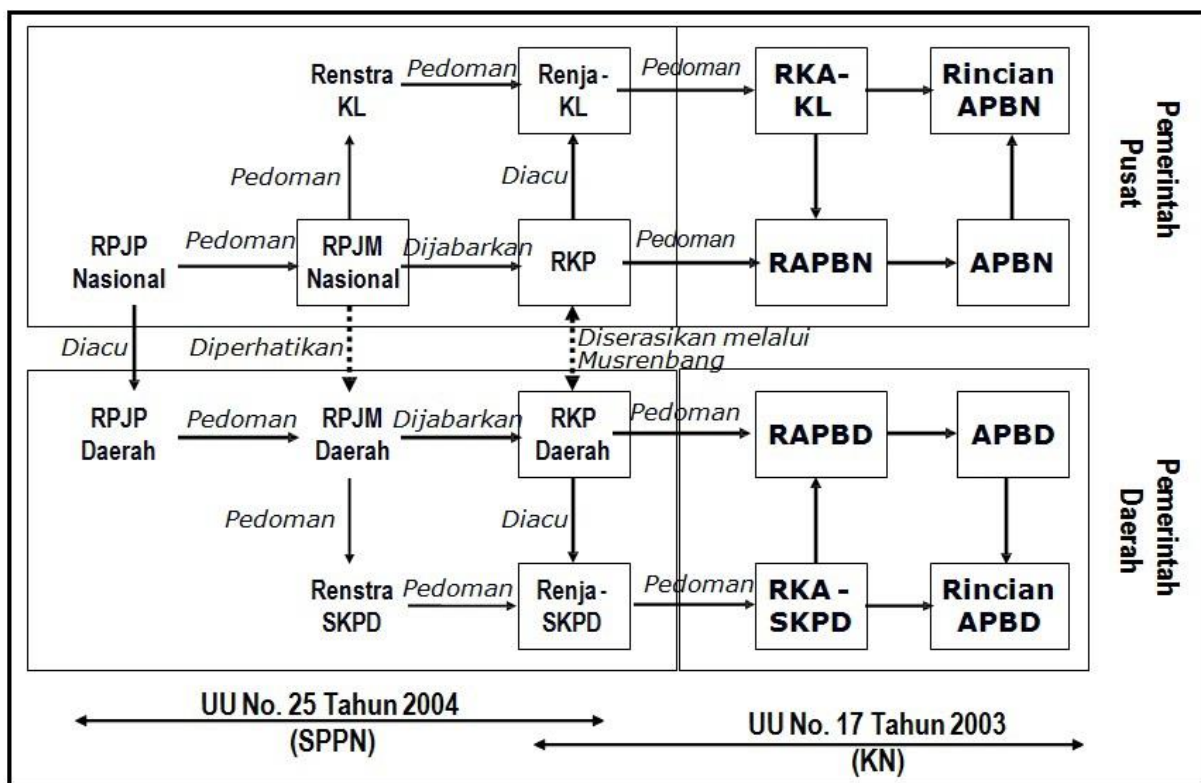 Renstra
KL
Pedoman
Renja-
KL
Pedoman
RKA-
KL
Rincian
APBN
Pemerintah
Pusat
Pedoman
Diacu
RPJP
Nasional
Pedoman
RPJM
Nasional
Dijabarkan
RKP
Pedoman
RAPBN
APBN
Diacu
Diperhatikan
Diserasikan melalui
Musrenbang
RPJP
Daerah
Pedoman
RPJM
Daerah
Dijabarkan
RKP
Daerah
Pedoman
RAPBD
APBD
Pemerintah
Daerah
Pedoman
Diacu
Renstra
SKPD
Pedoman
Renja-
SKPD
Pedoman
RKA -
SKPD
Rincian
APBD
UU No. 25 Tahun 2004
(SPPN)
UU No. 17 Tahun 2003
(KN)